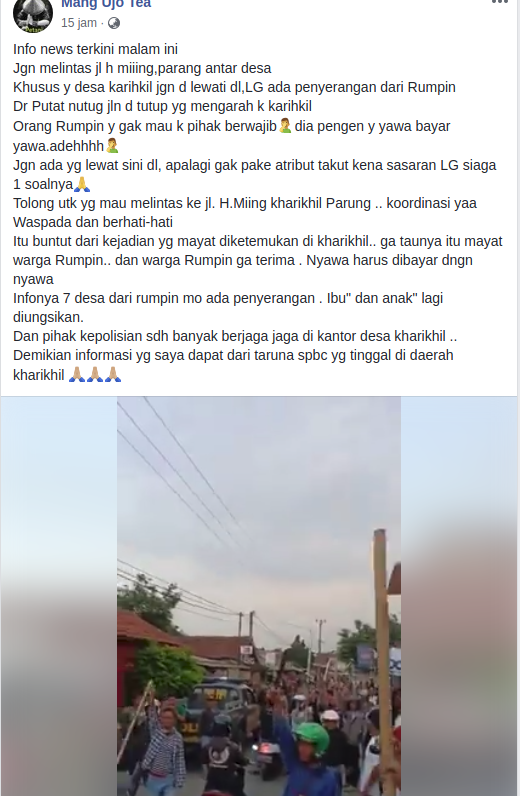 Mang Ujo Tea
15 jam ·
Info news terkini malam ini
Jgn melintas jl h miiing,parang antar desa
Khusus y desa karihkil jgn d lewati dl,LG ada penyerangan dari Rumpin
Dr Putat nutug jln d tutup yg mengarah k karihkil
Orang Rumpin y gak mau k pihak berwajib🤦 dia pengen y yawa bayar
yawa.adehhhh🤦
Jgn ada yg lewat sini dl, apalagi gak pake atribut takut kena sasaran LG siaga
1 soalnya🙏
Tolong utk yg mau melintas ke jl. H.Miing kharikhil Parung .. koordinasi yaa
Waspada dan berhati-hati
Itu buntut dari kejadian yg mayat diketemukan di kharikhil.. ga taunya itu mayat
warga Rumpin.. dan warga Rumpin ga terima . Nyawa harus dibayar dngn
nyawa
Infonya 7 desa dari rumpin mo ada penyerangan . Ibu" dan anak" lagi
diungsikan.
Dan pihak kepolisian sdh banyak berjaga jaga di kantor desa kharikhil ..
Demikian informasi yg saya dapat dari taruna spbc yg tinggal di daerah
kharikhil 🙏🙏🙏